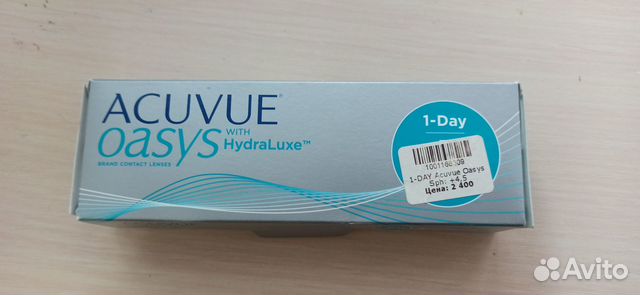 ACUVUE®
oasys WITH HydraLuxe™
BRAND CONTACT LENSES
1-Day
1001168309
1-DAY Acuvue Oasys
Sph: +4,5
Цена: 2 400
Avito